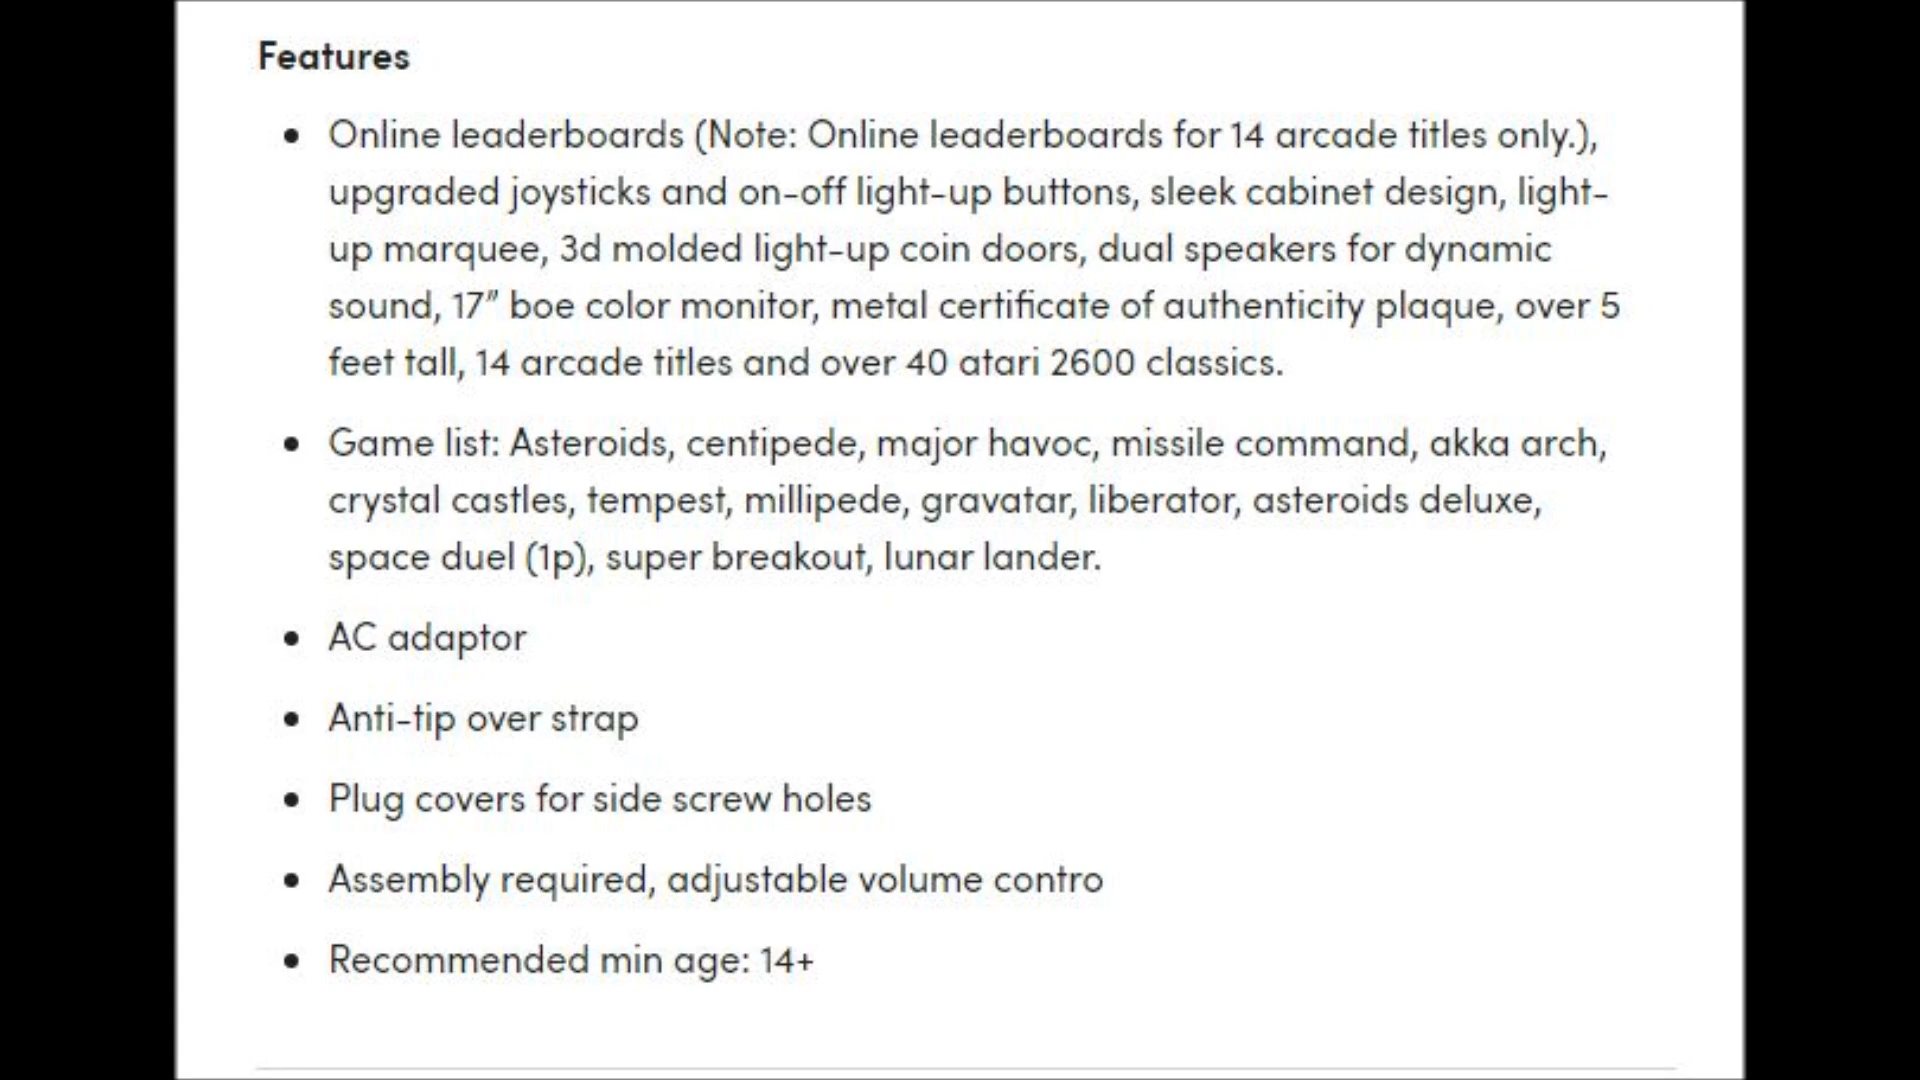 Features
• Online leaderboards (Note: Online leaderboards for 14 arcade titles only.),
upgraded joysticks and on-off light-up buttons, sleek cabinet design, light-
up marquee, 3d molded light-up coin doors, dual speakers for dynamic
sound, 17″ boe color monitor, metal certificate of authenticity plaque, over 5
feet tall, 14 arcade titles and over 40 atari 2600 classics.
• Game list: Asteroids, centipede, major havoc, missile command, akka arch,
crystal castles, tempest, millipede, gravatar, liberator, asteroids deluxe,
space duel (1p), super breakout, lunar lander.
• AC adaptor
• Anti-tip over strap
• Plug covers for side screw holes
• Assembly required, adjustable volume contro
• Recommended min age: 14+